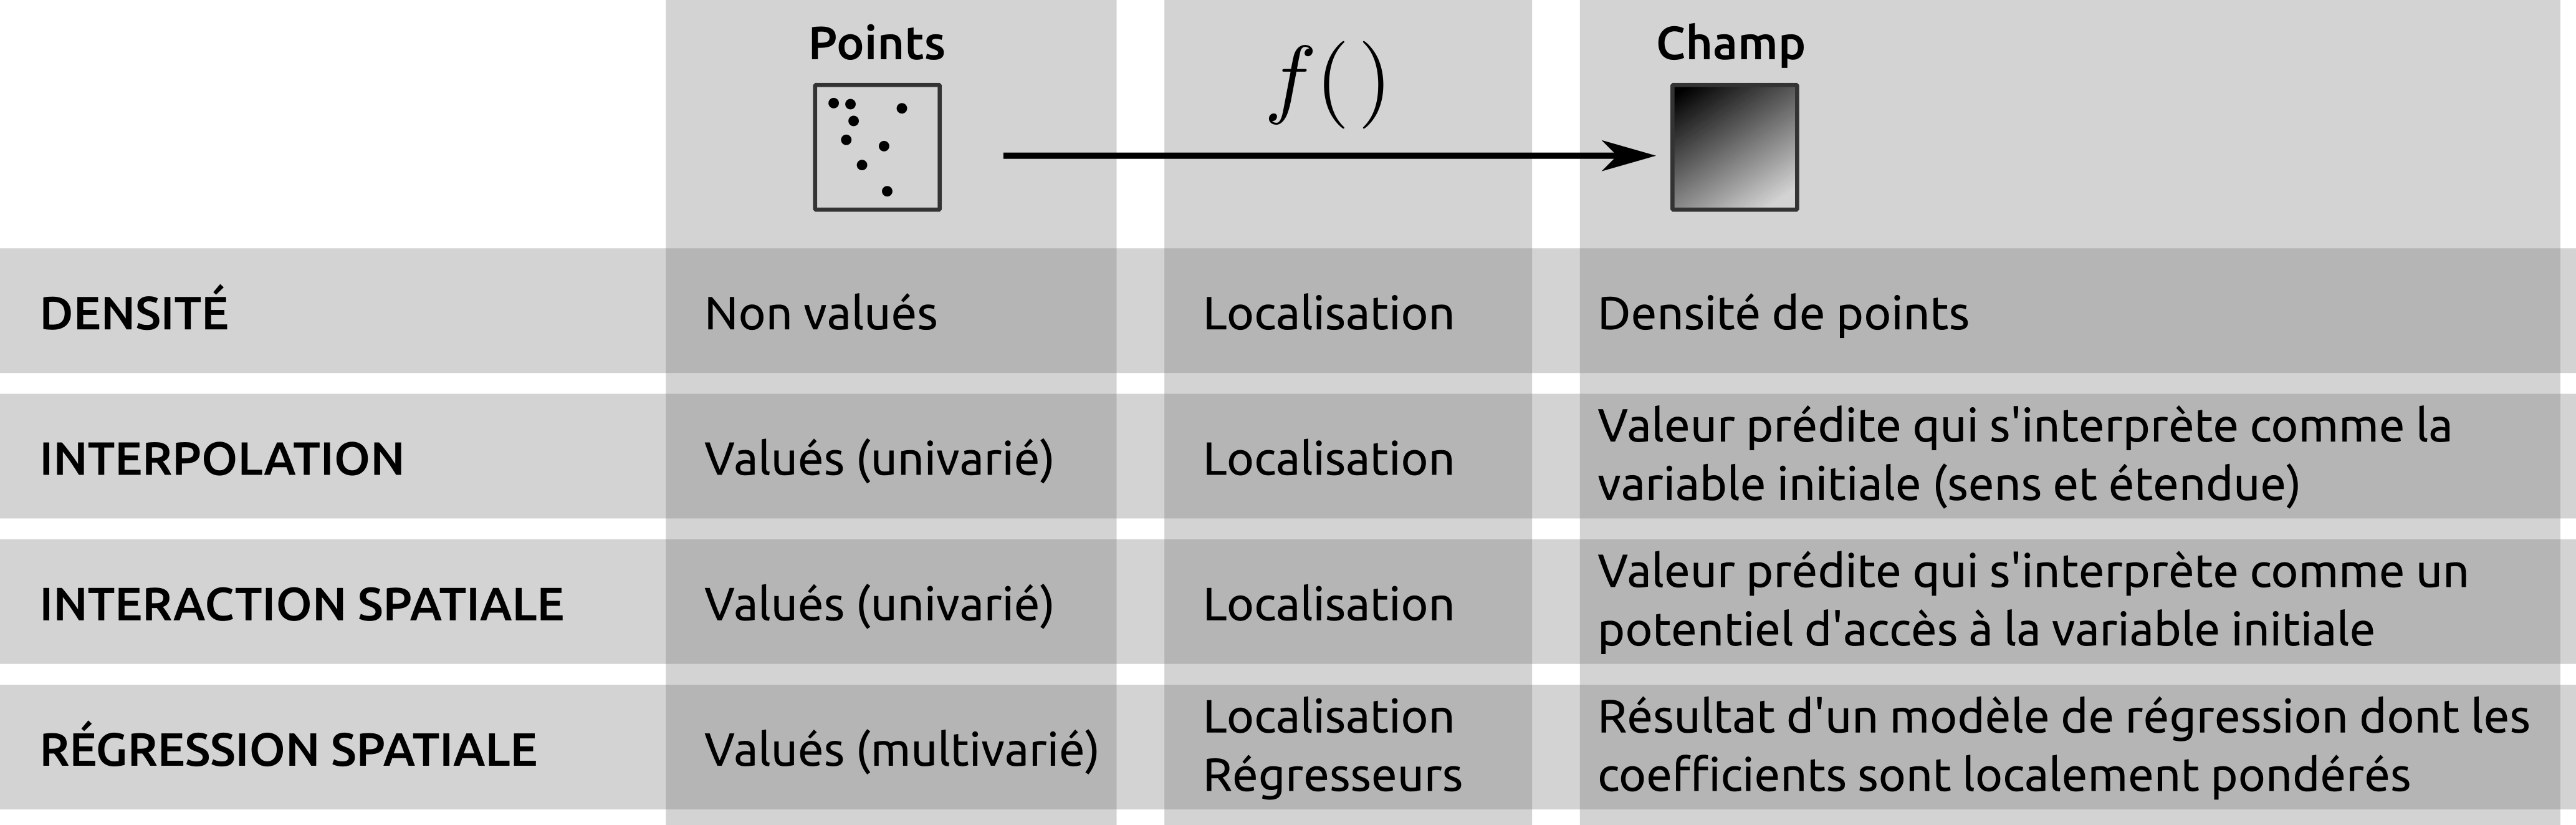 Points
f()
Champ
DENSITÉ
Non valués
Localisation
Densité de points
INTERPOLATION
Valués (univarié)
Localisation
Valeur prédite qui s'interprète comme la
variable initiale (sens et étendue)
INTERACTION SPATIALE
Valués (univarié)
Localisation
Valeur prédite qui s'interprète comme un
potentiel d'accès à la variable initiale
RÉGRESSION SPATIALE
Valués (multivarié)
Localisation
Régresseurs
Résultat d'un modèle de régression dont les
coefficients sont localement pondérés